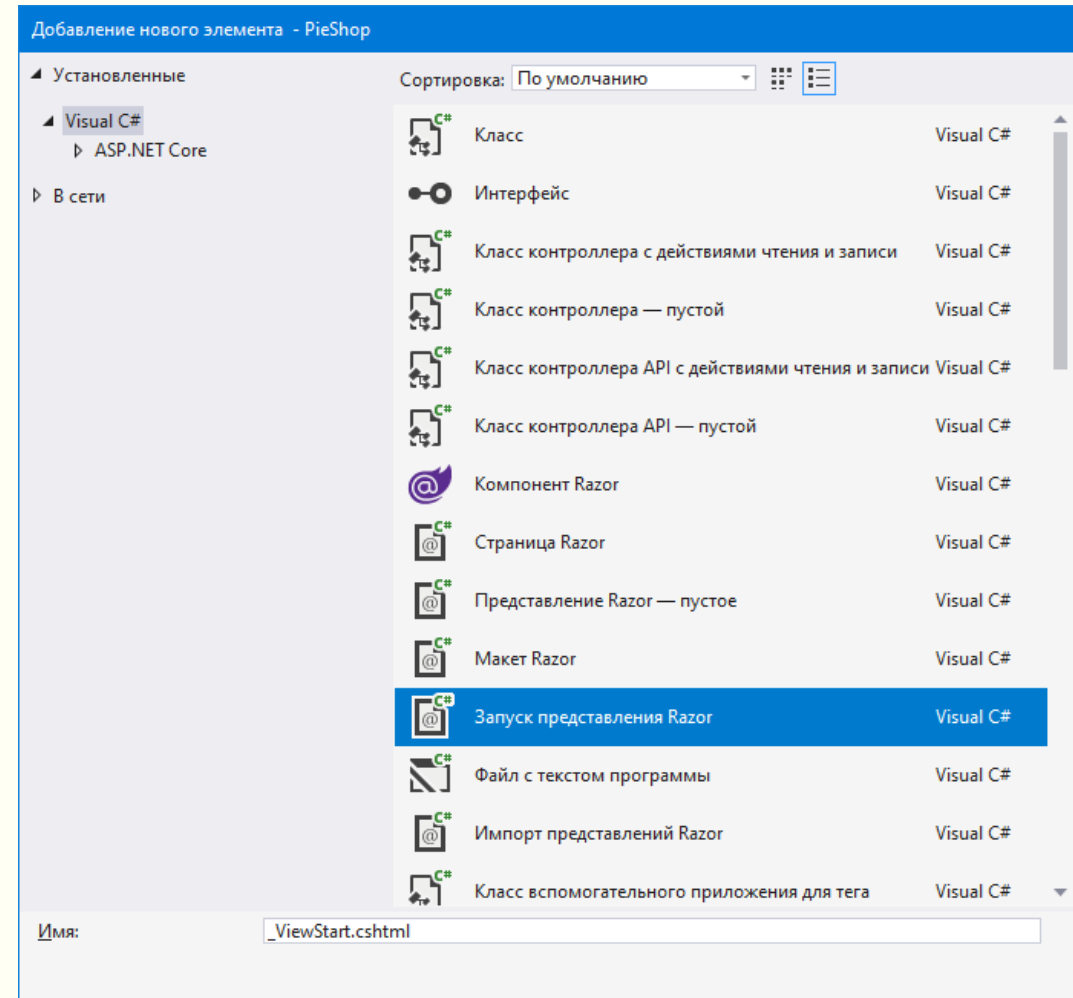 Добавление нового элемента - PieShop
Установленные
Visual C#
ASP.NET Core
В сети
Сортировка: По умолчанию
Класс Visual C#
Интерфейс Visual C#
Класс контроллера с действиями чтения и записи Visual C#
Класс контроллера — пустой Visual C#
Класс контроллера API с действиями чтения и записи Visual C#
Класс контроллера API — пустой Visual C#
Компонент Razor Visual C#
Страница Razor Visual C#
Представление Razor — пустое Visual C#
Макет Razor Visual C#
Запуск представления Razor Visual C#
Файл с текстом программы Visual C#
Импорт представлений Razor Visual C#
Класс вспомогательного приложения для тега Visual C#
Имя: _ViewStart.cshtml